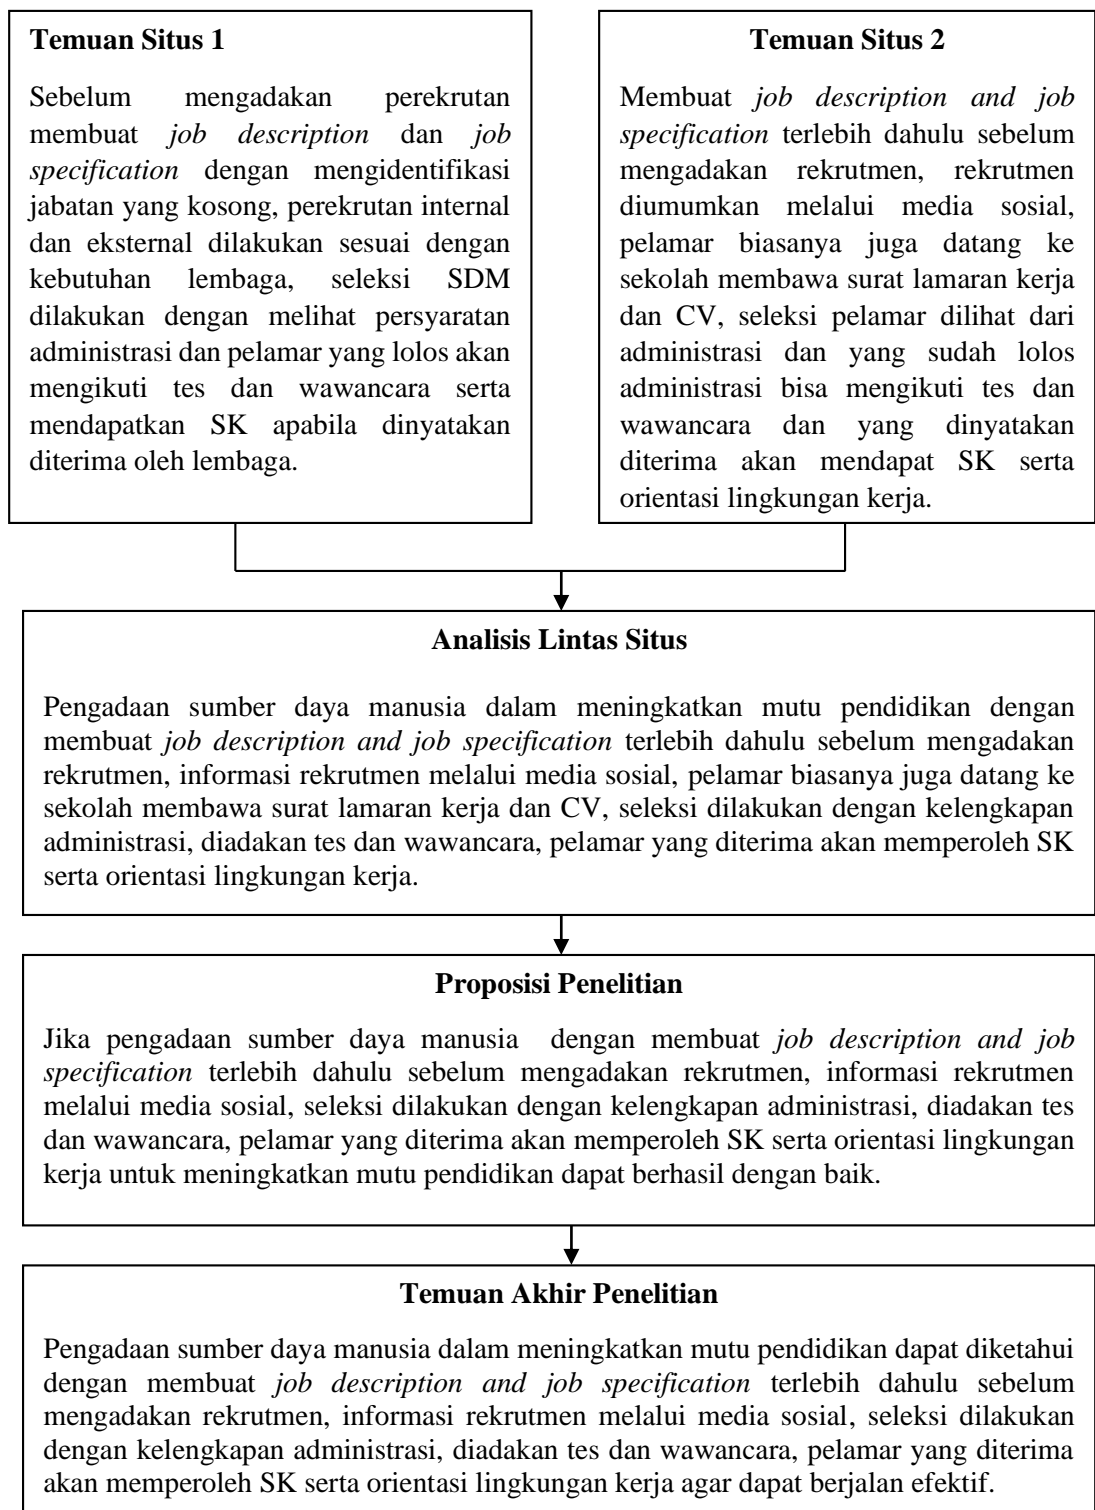 Temuan Situs 1
Sebelum mengadakan perekrutan
membuat job description dan job
specification dengan mengidentifikasi
jabatan yang kosong, perekrutan internal
dan eksternal dilakukan sesuai dengan
kebutuhan lembaga, seleksi SDM
dilakukan dengan melihat persyaratan
administrasi dan pelamar yang lolos akan
mengikuti tes dan wawancara serta
mendapatkan SK apabila dinyatakan
diterima oleh lembaga.
Temuan Situs 2
Membuat job description and job
specification terlebih dahulu sebelum
mengadakan rekrutmen, rekrutmen
diumumkan melalui media sosial,
pelamar biasanya juga datang ke
sekolah membawa surat lamaran kerja
dan CV, seleksi pelamar dilihat dari
administrasi dan yang sudah lolos
administrasi bisa mengikuti tes dan
wawancara dan yang dinyatakan
diterima akan mendapat SK serta
orientasi lingkungan kerja.
Analisis Lintas Situs
Pengadaan sumber daya manusia dalam meningkatkan mutu pendidikan dengan
membuat job description and job specification terlebih dahulu sebelum mengadakan
rekrutmen, informasi rekrutmen melalui media sosial, pelamar biasanya juga datang ke
sekolah membawa surat lamaran kerja dan CV, seleksi dilakukan dengan kelengkapan
administrasi, diadakan tes dan wawancara, pelamar yang diterima akan memperoleh SK
serta orientasi lingkungan kerja.
Proposisi Penelitian
Jika pengadaan sumber daya manusia dengan membuat job description and job
specification terlebih dahulu sebelum mengadakan rekrutmen, informasi rekrutmen
melalui media sosial, seleksi dilakukan dengan kelengkapan administrasi, diadakan tes
dan wawancara, pelamar yang diterima akan memperoleh SK serta orientasi lingkungan
kerja untuk meningkatkan mutu pendidikan dapat berhasil dengan baik.
Temuan Akhir Penelitian
Pengadaan sumber daya manusia dalam meningkatkan mutu pendidikan dapat diketahui
dengan membuat job description and job specification terlebih dahulu sebelum
mengadakan rekrutmen, informasi rekrutmen melalui media sosial, seleksi dilakukan
dengan kelengkapan administrasi, diadakan tes dan wawancara, pelamar yang diterima
akan memperoleh SK serta orientasi lingkungan kerja agar dapat berjalan efektif.